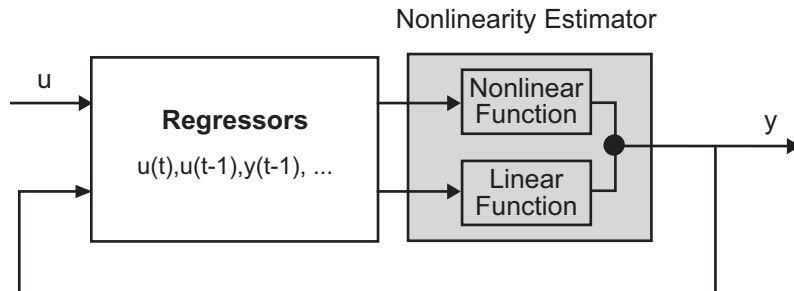 Nonlinearity Estimator
u
Regressors
u(t),u(t-1),y(t-1), ...
Nonlinear
Function
Linear
Function
y